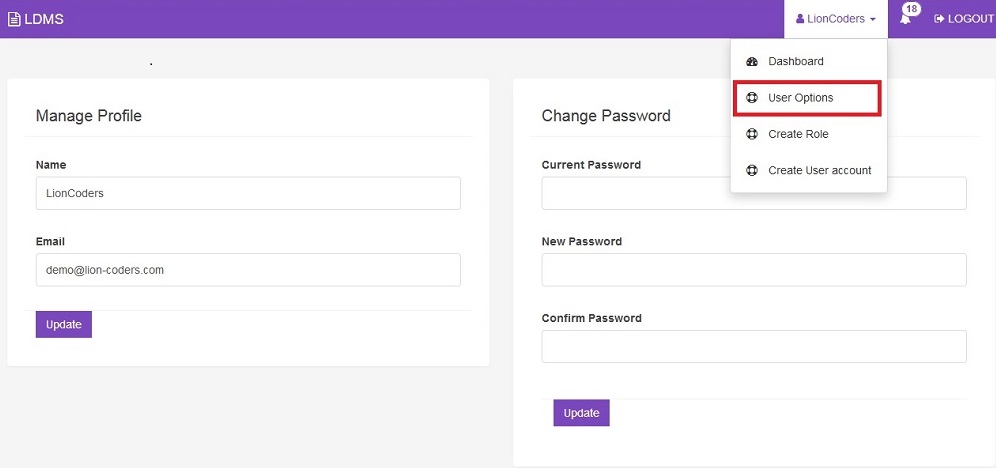 LDMS
LionCoders
18
LOGOUT
Dashboard
User Options
Create Role
Create User account
Manage Profile
Name
LionCoders
Email
demo@lion-coders.com
Update
Change Password
Current Password
New Password
Confirm Password
Update